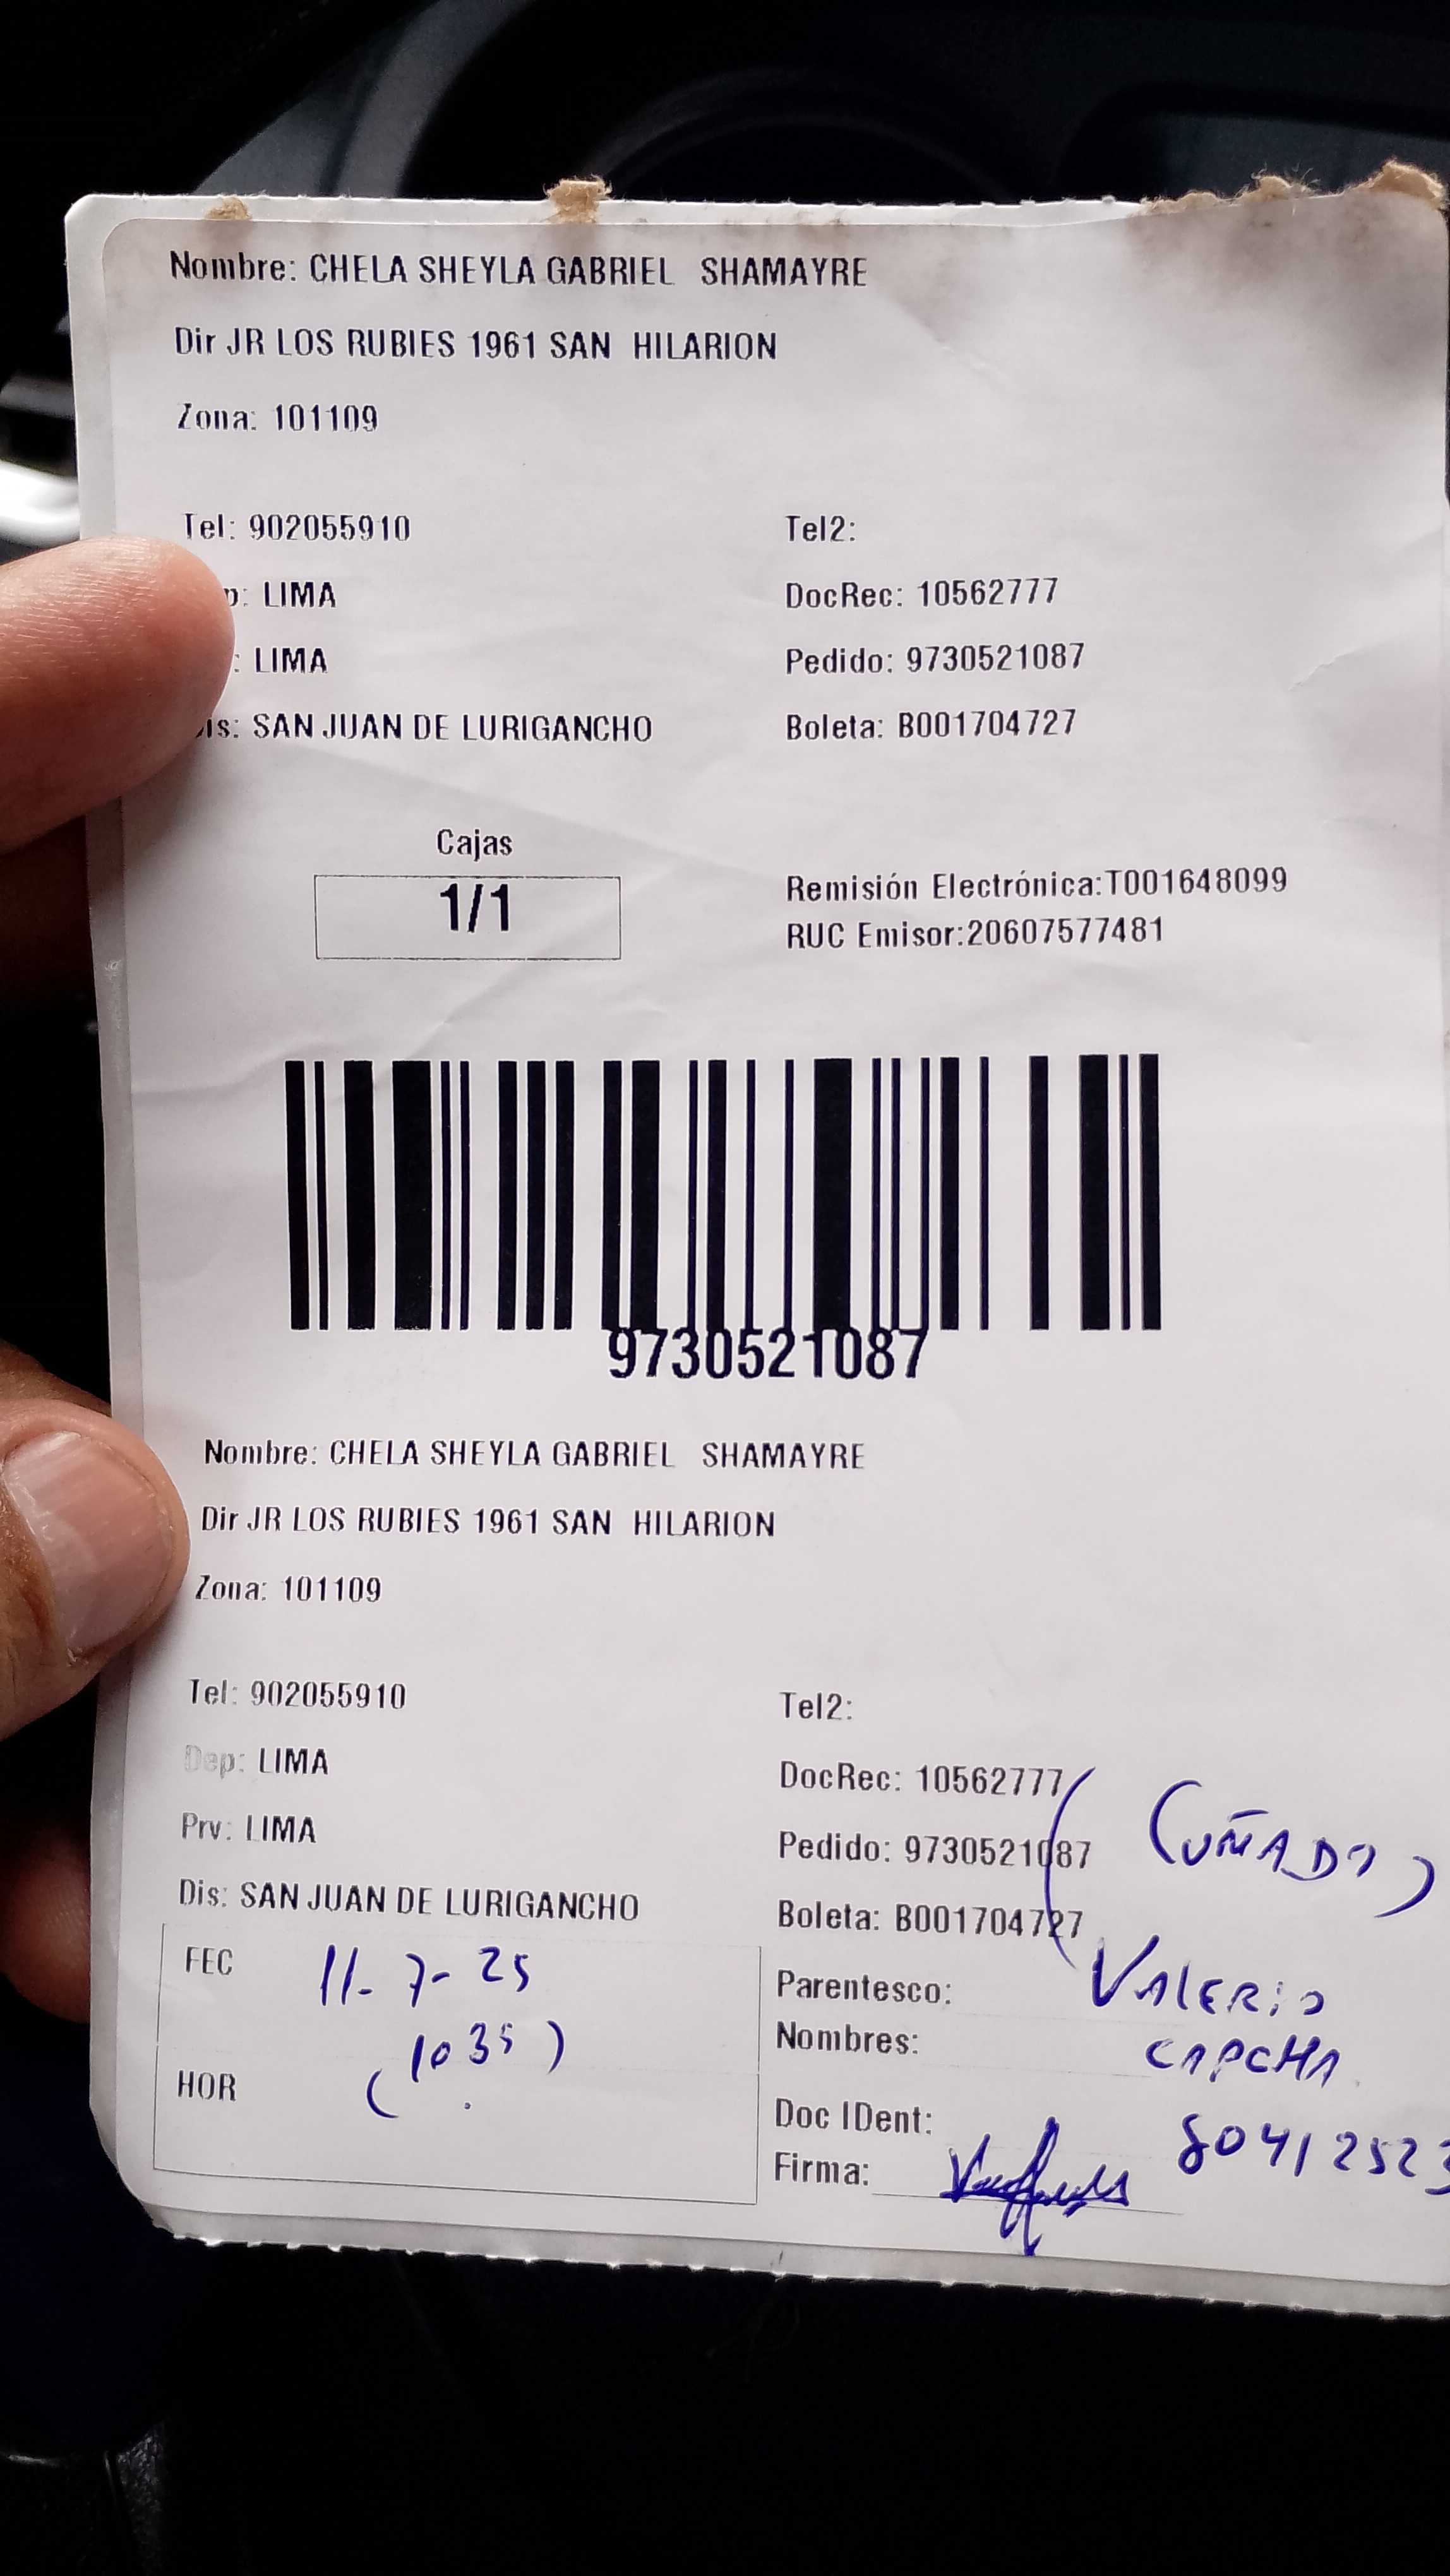 Nombre: CHELA SHEYLA GABRIEL SHAMAYRE
Dir JR LOS RUBIES 1961 SAN HILARION
Zona: 101109
Tel: 902055910 Tel2:
p: LIMA DocRec: 10562777
: LIMA Pedido: 9730521087
is: SAN JUAN DE LURIGANCHO Boleta: B001704727
Cajas
1/1
Remisión Electrónica:T001648099
RUC Emisor:20607577481
9730521087
Nombre: CHELA SHEYLA GABRIEL SHAMAYRE
Dir JR LOS RUBIES 1961 SAN HILARION
Zona: 101109
Tel: 902055910 Tel2:
Dep: LIMA DocRec: 10562777
Prv: LIMA Pedido: 9730521087 (CUÑADO)
Dis: SAN JUAN DE LURIGANCHO Boleta: B001704727
FEC 11-7-25 Parentesco: VALERIO
(1035) Nombres: CAPCHA
HOR Doc IDent: 80412523
Firma: